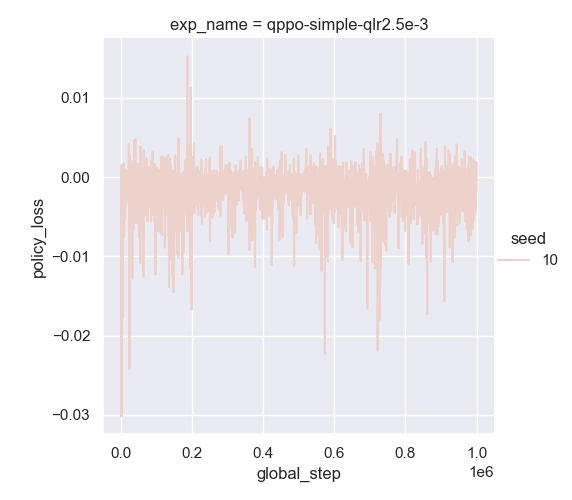 exp_name = qppo-simple-qlr2.5e-3
0.01
0.00
−0.01
−0.02
−0.03
policy_loss
0.0 0.2 0.4 0.6 0.8 1.0
1e6
global_step
seed
10